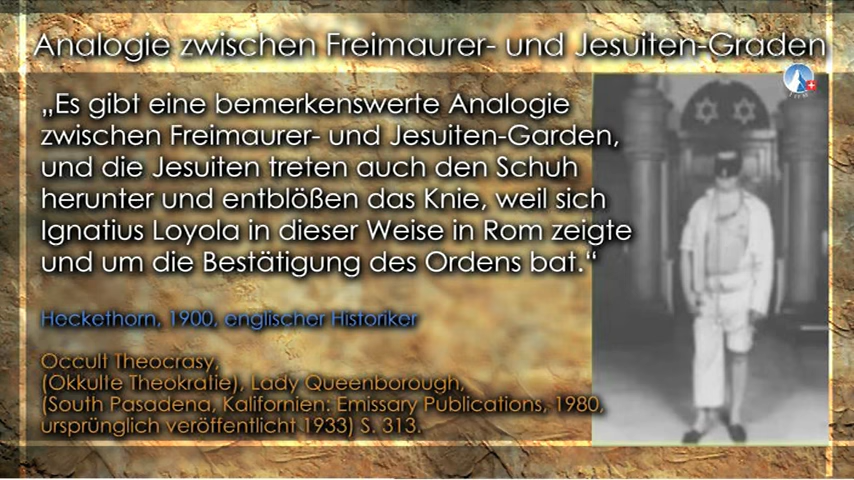 Analogie zwischen Freimaurer- und Jesuiten-Graden
„Es gibt eine bemerkenswerte Analogie
zwischen Freimaurer- und Jesuiten-Garden,
und die Jesuiten treten auch den Schuh
herunter und entblößen das Knie, weil sich
Ignatius Loyola in dieser Weise in Rom zeigte
und um die Bestätigung des Ordens bat.“
Heckethorn, 1900, englischer Historiker
Occult Theocrasy,
(Okkulte Theokratie), Lady Queenborough,
(South Pasadena, Kalifornien: Emissary Publications, 1980,
ursprünglich veröffentlicht 1933) S. 313.